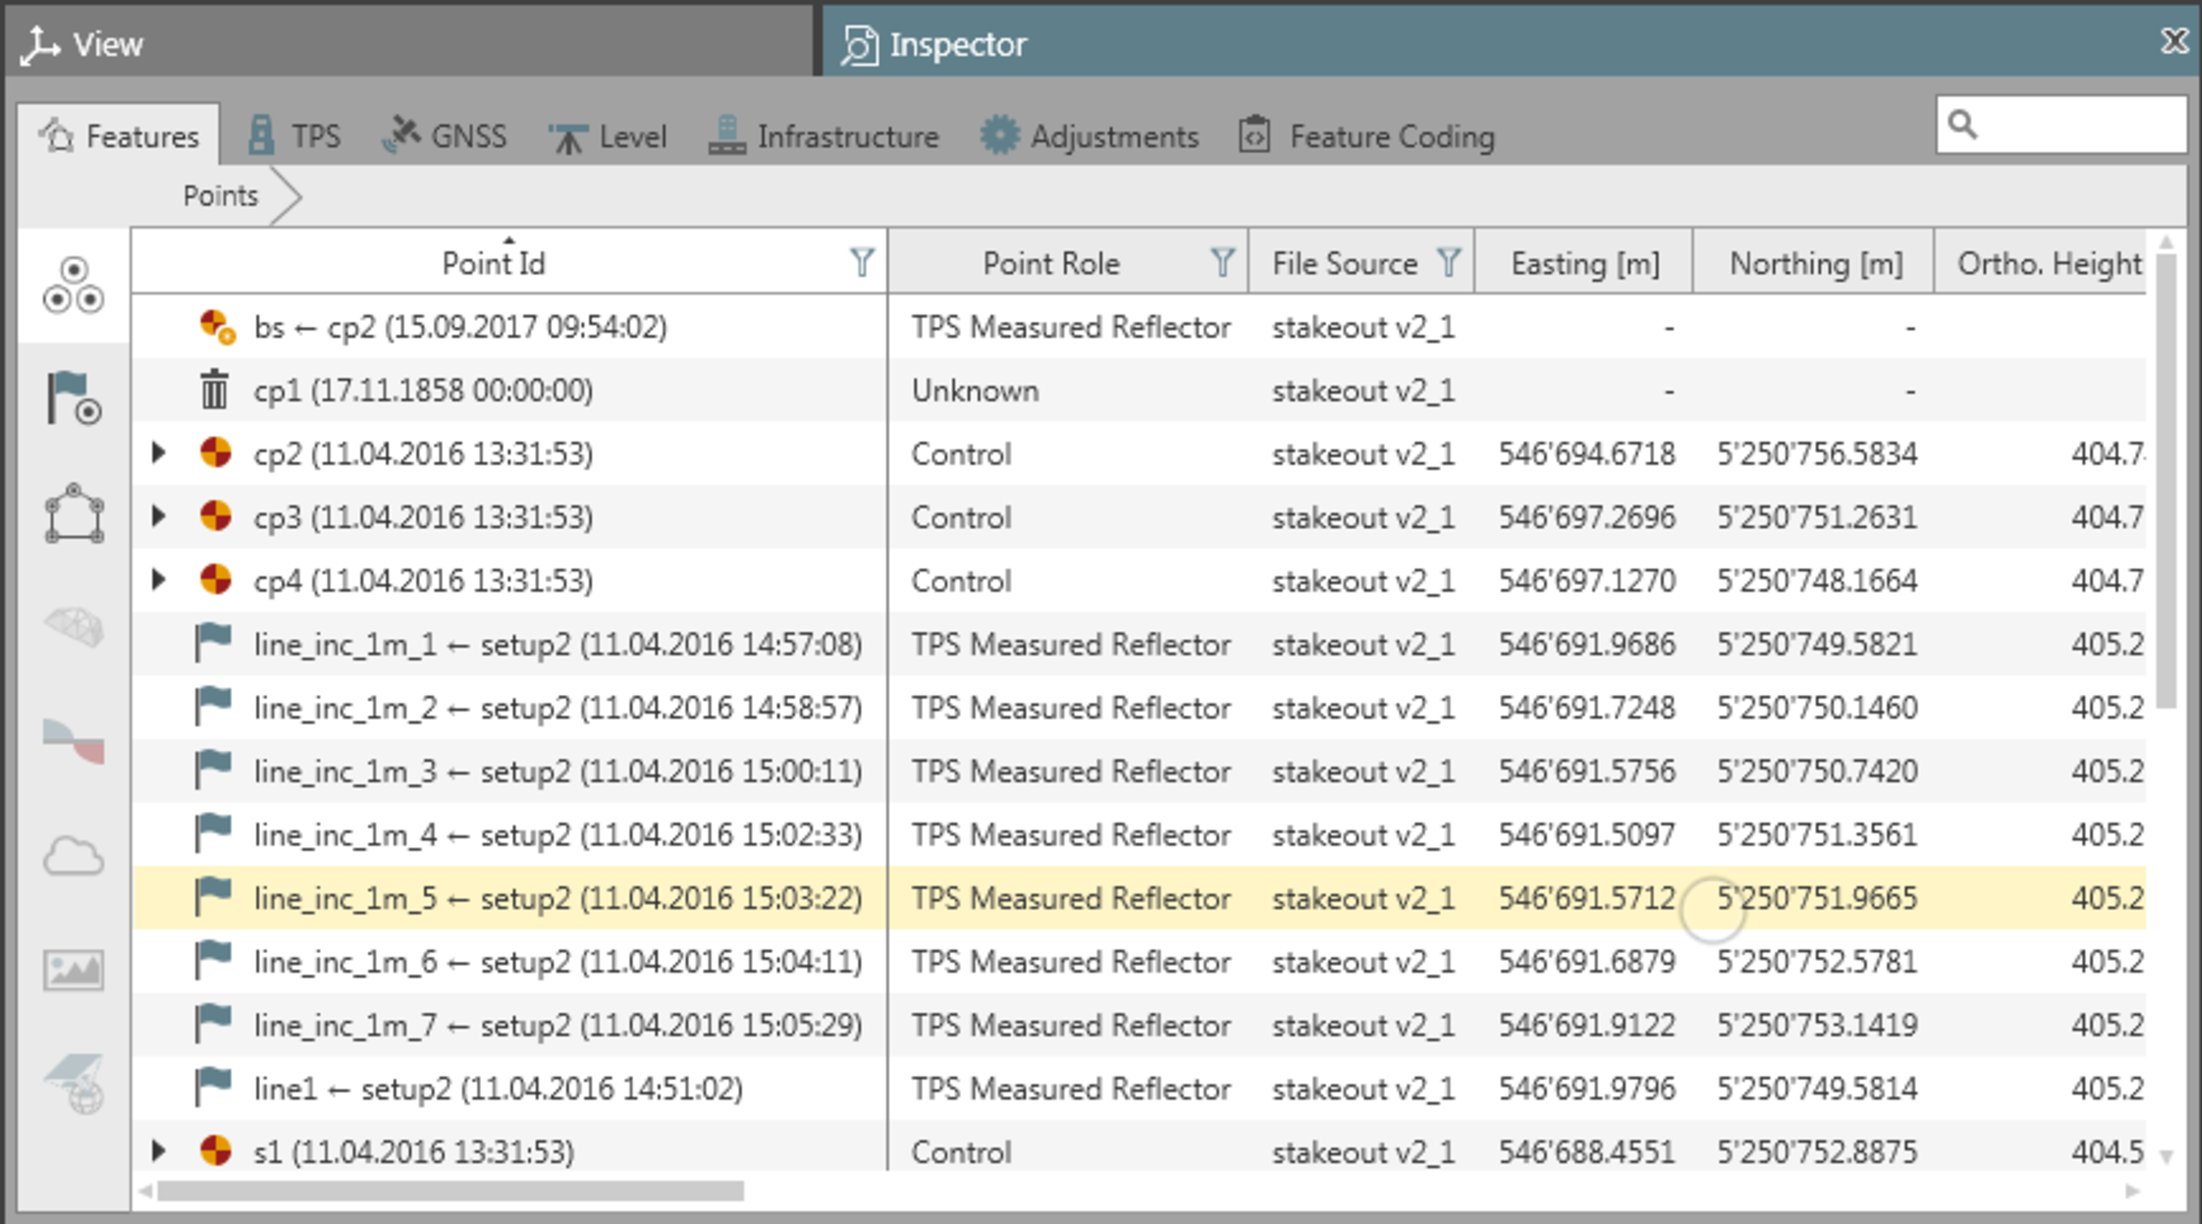 View Inspector
Features TPS GNSS Level Infrastructure Adjustments Feature Coding
Points
Point Id Point Role File Source Easting [m] Northing [m] Ortho. Height
bs ← cp2 (15.09.2017 09:54:02) TPS Measured Reflector stakeout v2_1 - -
cp1 (17.11.1858 00:00:00) Unknown stakeout v2_1 - -
cp2 (11.04.2016 13:31:53) Control stakeout v2_1 546'694.6718 5'250'756.5834 404.7
cp3 (11.04.2016 13:31:53) Control stakeout v2_1 546'697.2696 5'250'751.2631 404.7
cp4 (11.04.2016 13:31:53) Control stakeout v2_1 546'697.1270 5'250'748.1664 404.7
line_inc_1m_1 ← setup2 (11.04.2016 14:57:08) TPS Measured Reflector stakeout v2_1 546'691.9686 5'250'749.5821 405.2
line_inc_1m_2 ← setup2 (11.04.2016 14:58:57) TPS Measured Reflector stakeout v2_1 546'691.7248 5'250'750.1460 405.2
line_inc_1m_3 ← setup2 (11.04.2016 15:00:11) TPS Measured Reflector stakeout v2_1 546'691.5756 5'250'750.7420 405.2
line_inc_1m_4 ← setup2 (11.04.2016 15:02:33) TPS Measured Reflector stakeout v2_1 546'691.5097 5'250'751.3561 405.2
line_inc_1m_5 ← setup2 (11.04.2016 15:03:22) TPS Measured Reflector stakeout v2_1 546'691.5712 5'250'751.9665 405.2
line_inc_1m_6 ← setup2 (11.04.2016 15:04:11) TPS Measured Reflector stakeout v2_1 546'691.6879 5'250'752.5781 405.2
line_inc_1m_7 ← setup2 (11.04.2016 15:05:29) TPS Measured Reflector stakeout v2_1 546'691.9122 5'250'753.1419 405.2
line1 ← setup2 (11.04.2016 14:51:02) TPS Measured Reflector stakeout v2_1 546'691.9796 5'250'749.5814 405.2
s1 (11.04.2016 13:31:53) Control stakeout v2_1 546'688.4551 5'250'752.8875 404.5